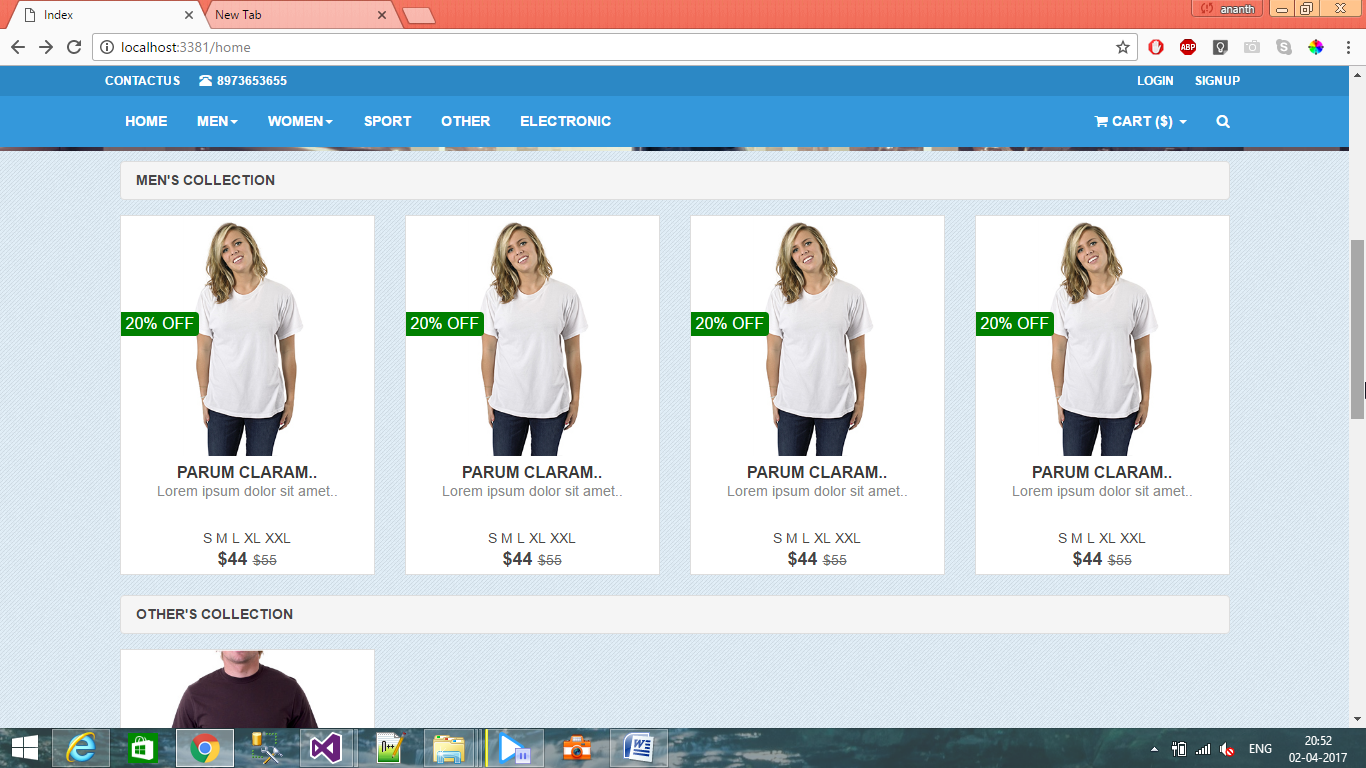 Index
New Tab
ananth
localhost:3381/home
ABP
CONTACTUS 8973653655 LOGIN SIGNUP
HOME MEN WOMEN SPORT OTHER ELECTRONIC CART ($)
MEN'S COLLECTION
20% OFF 20% OFF 20% OFF 20% OFF
PARUM CLARAM.. PARUM CLARAM.. PARUM CLARAM.. PARUM CLARAM..
Lorem ipsum dolor sit amet.. Lorem ipsum dolor sit amet.. Lorem ipsum dolor sit amet.. Lorem ipsum dolor sit amet..
S M L XL XXL S M L XL XXL S M L XL XXL S M L XL XXL
$44 $55 $44 $55 $44 $55 $44 $55
OTHER'S COLLECTION
ENG
20:52
02-04-2017